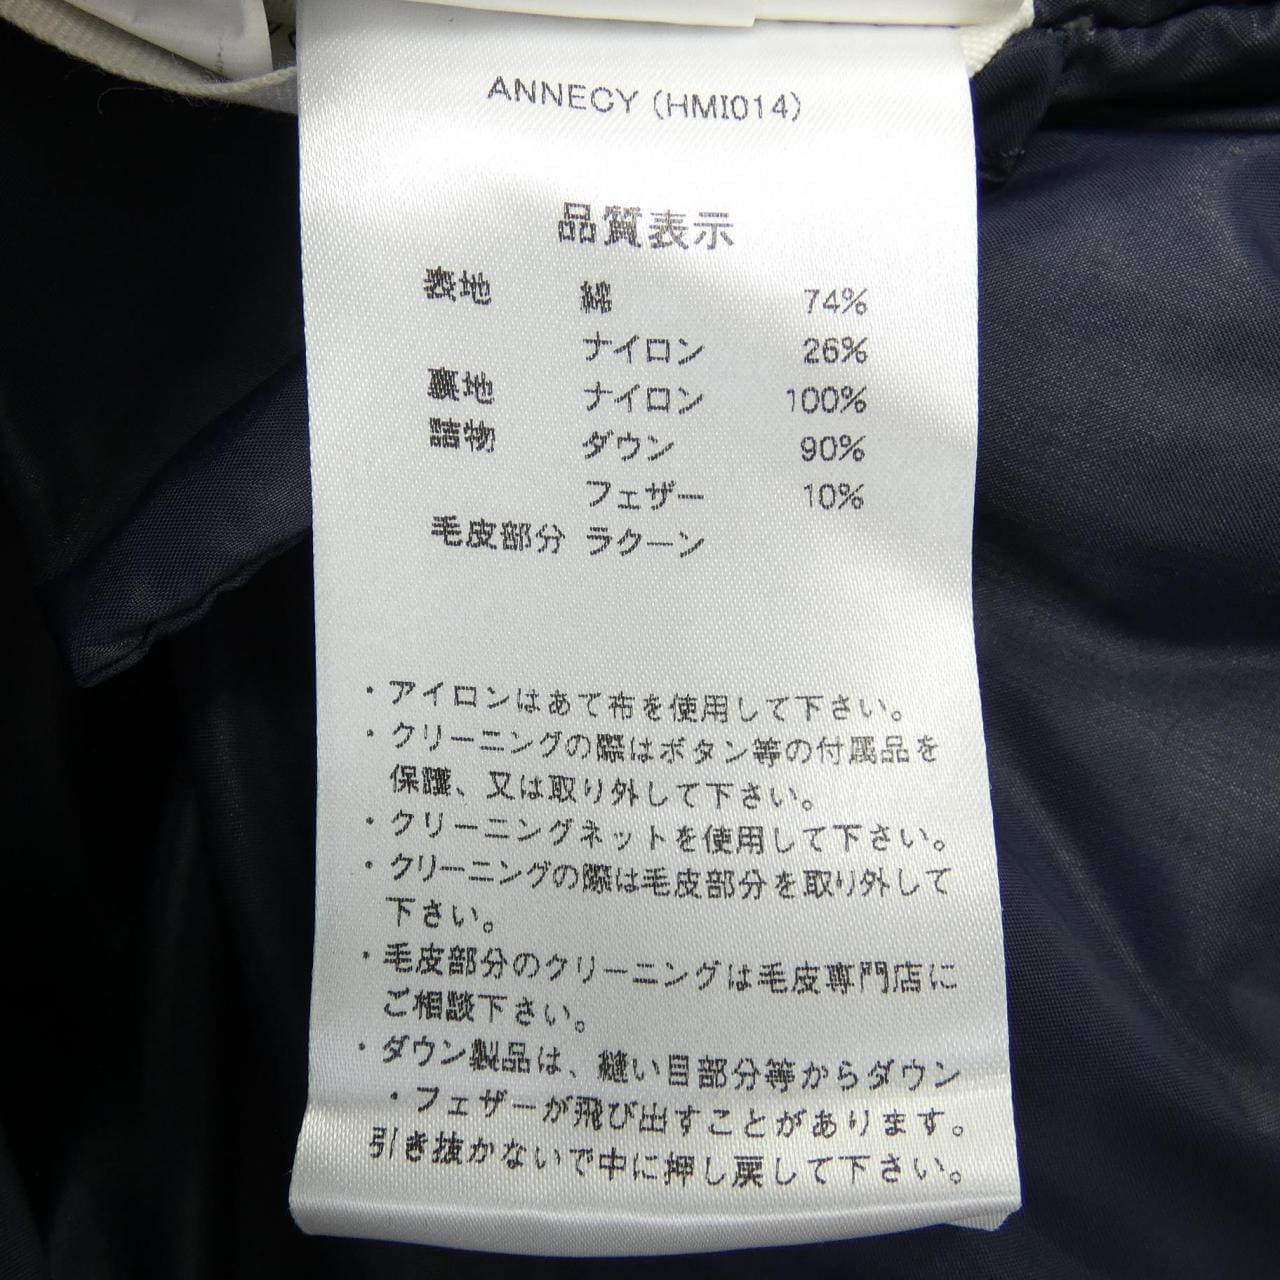 ANNECY (HMI014)
品質表示
表地 綿 74%
ナイロン 26%
裏地 ナイロン 100%
詰物 ダウン 90%
フェザー 10%
毛皮部分 ラクーン
・アイロンはあて布を使用して下さい。
・クリーニングの際はボタン等の付属品を
保護、又は取り外して下さい。
・クリーニングネットを使用して下さい。
・クリーニングの際は毛皮部分を取り外して
下さい。
・毛皮部分のクリーニングは毛皮専門店に
ご相談下さい。
・ダウン製品は、縫い目部分等からダウン
・フェザーが飛び出すことがあります。
引き抜かないで中に押し戻して下さい。